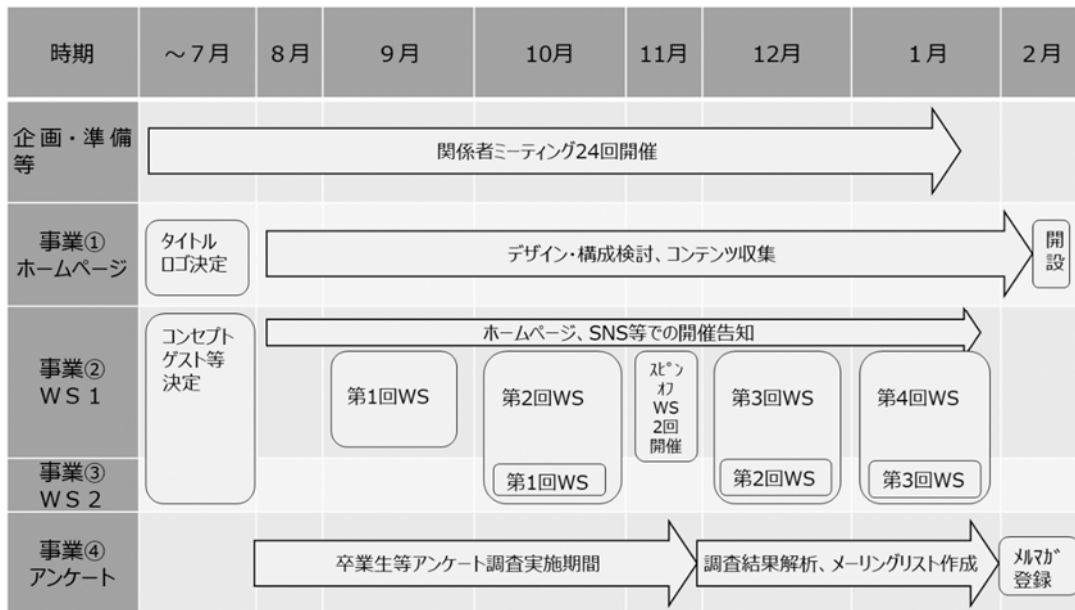 時期
～７月
８月
９月
10月
11月
12月
１月
２月
企画・準備
等
関係者ミーティング24回開催
事業①
ホームページ
タイトル
ロゴ決定
デザイン・構成検討、コンテンツ収集
開
設
事業②
ＷＳ１
コンセプト
ゲスト等
決定
ホームページ、SNS等での開催告知
第1回WS
第2回WS
ｽﾋﾟﾝ
ｵﾌ
WS
2回
開催
第3回WS
第4回WS
事業③
ＷＳ２
第1回WS
第2回WS
第3回WS
事業④
アンケート
卒業生等アンケート調査実施期間
調査結果解析、メーリングリスト作成
ﾒﾙﾏｶﾞ
登録